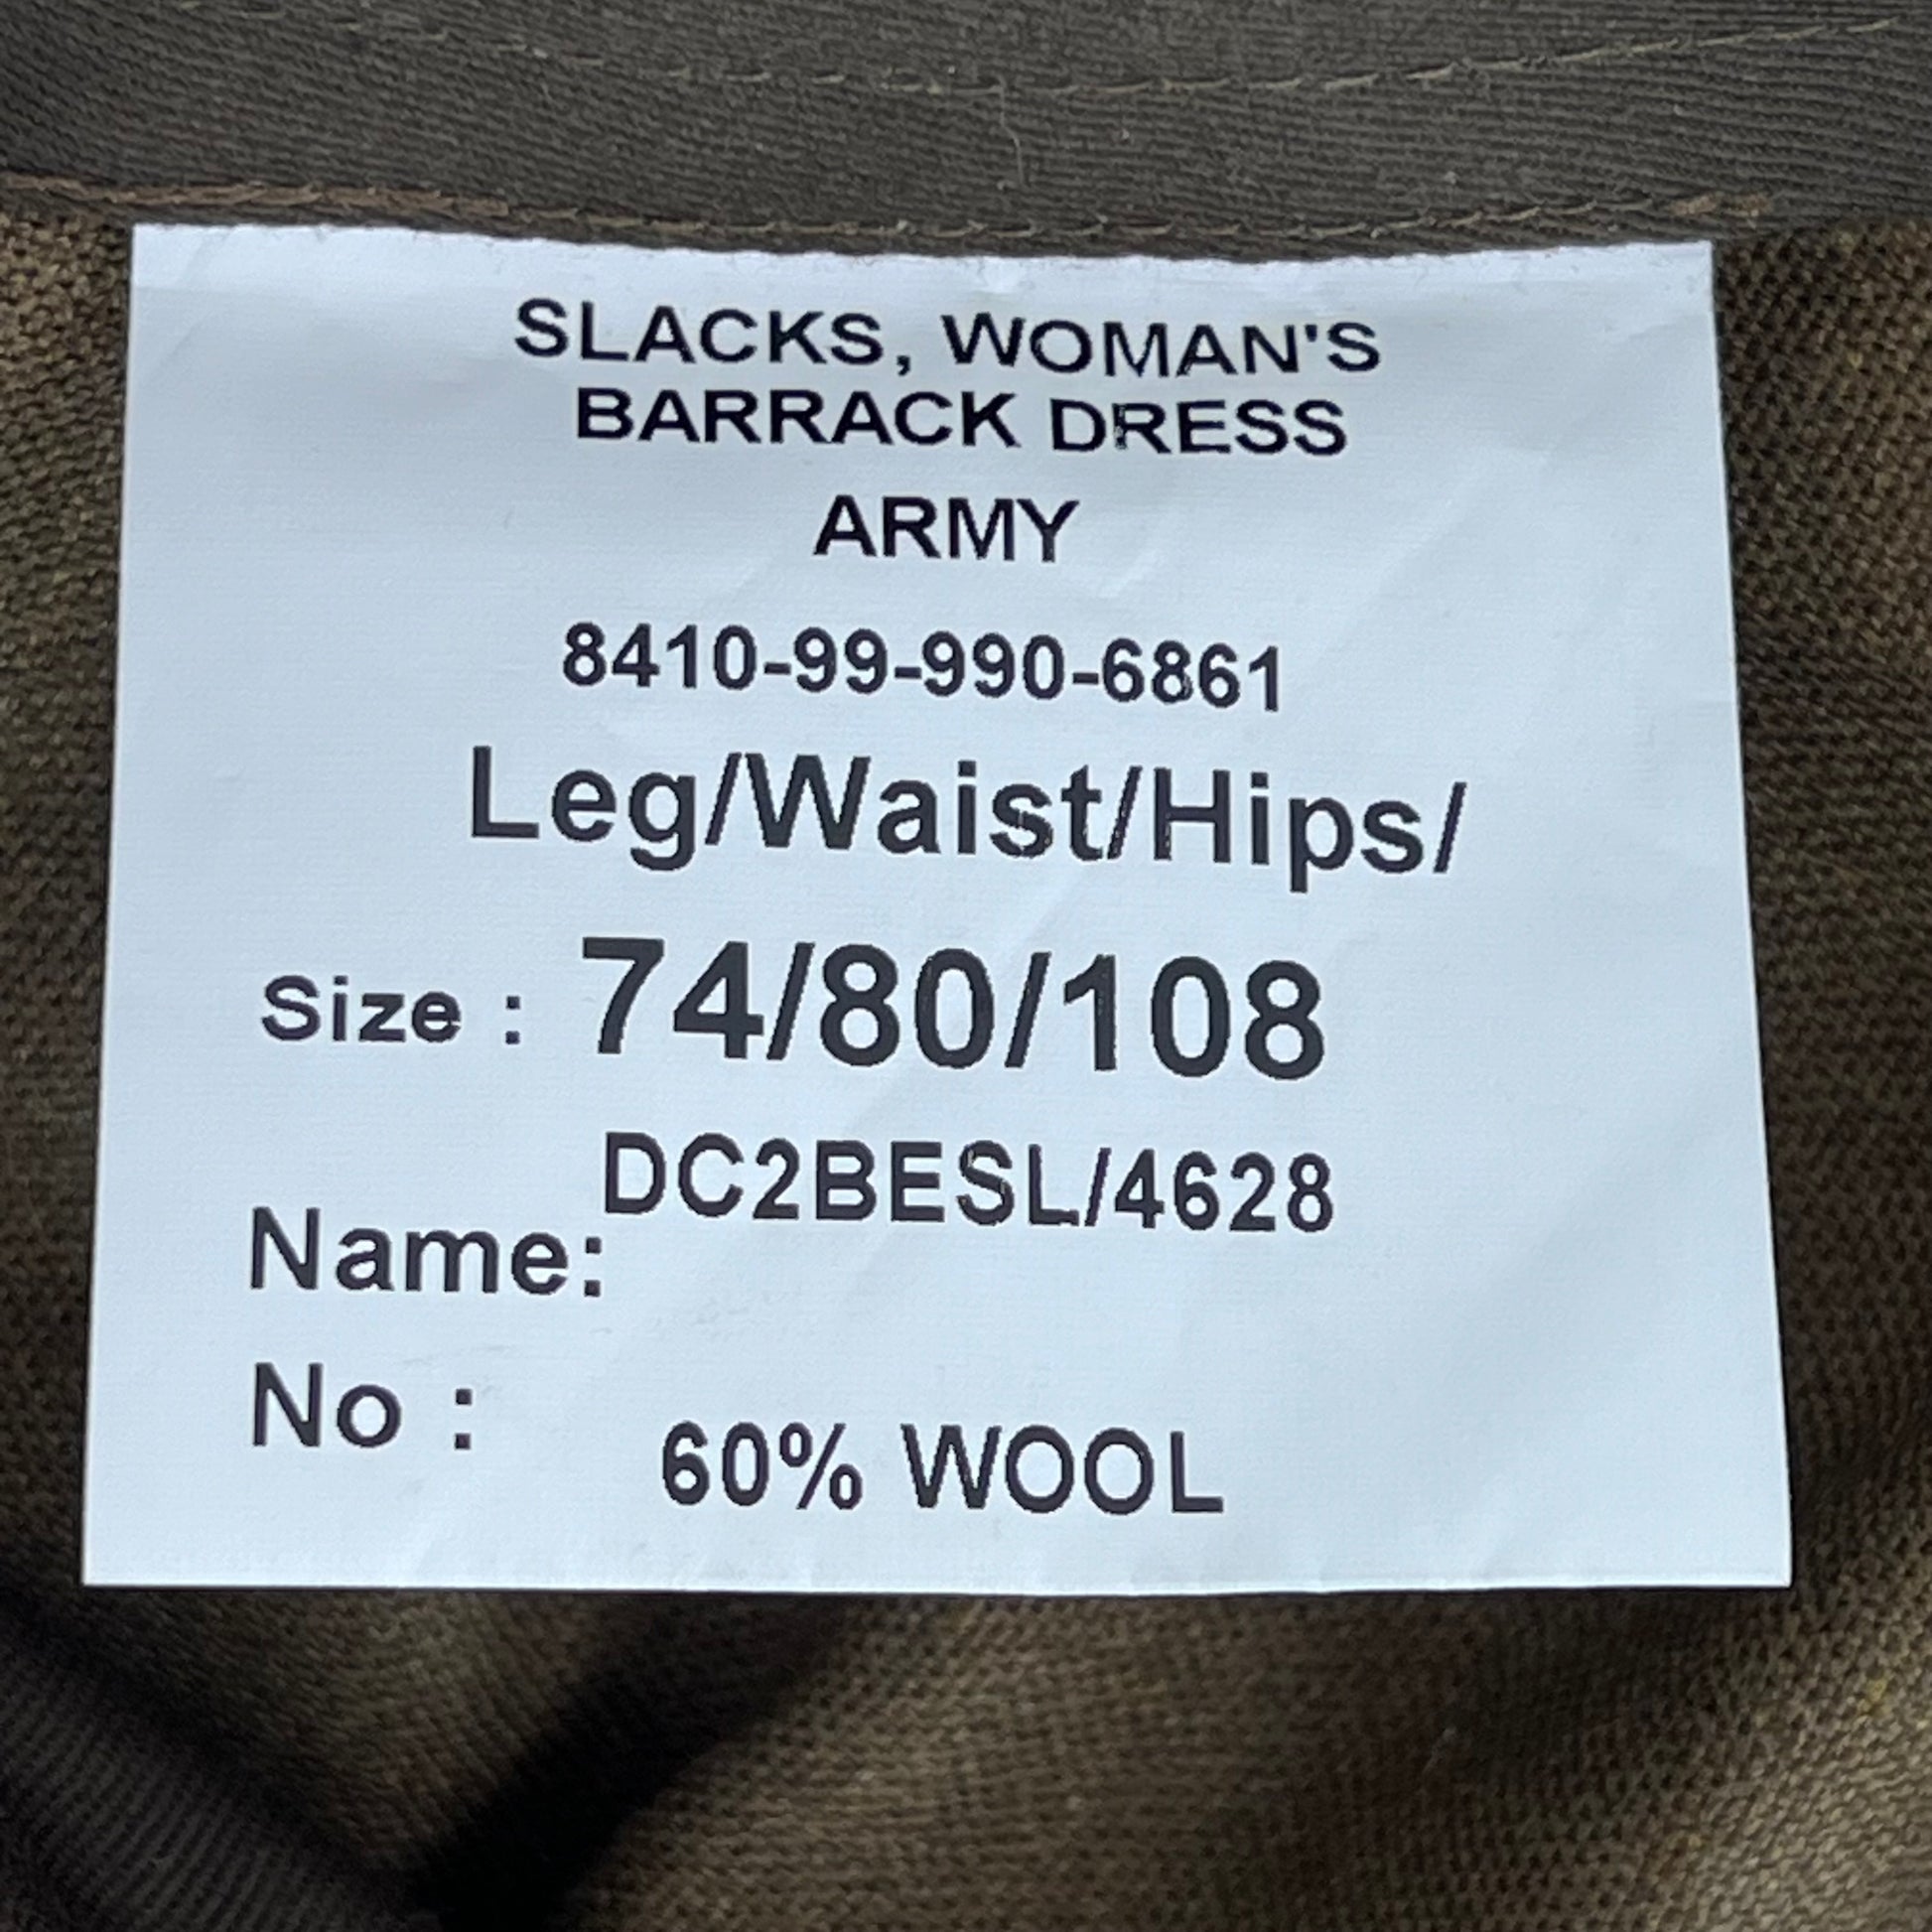 SLACKS, WOMAN'S
BARRACK DRESS
ARMY
8410-99-990-6861
Leg/Waist/Hips/
Size : 74/80/108
DC2BESL/4628
Name:
No :
60% WOOL